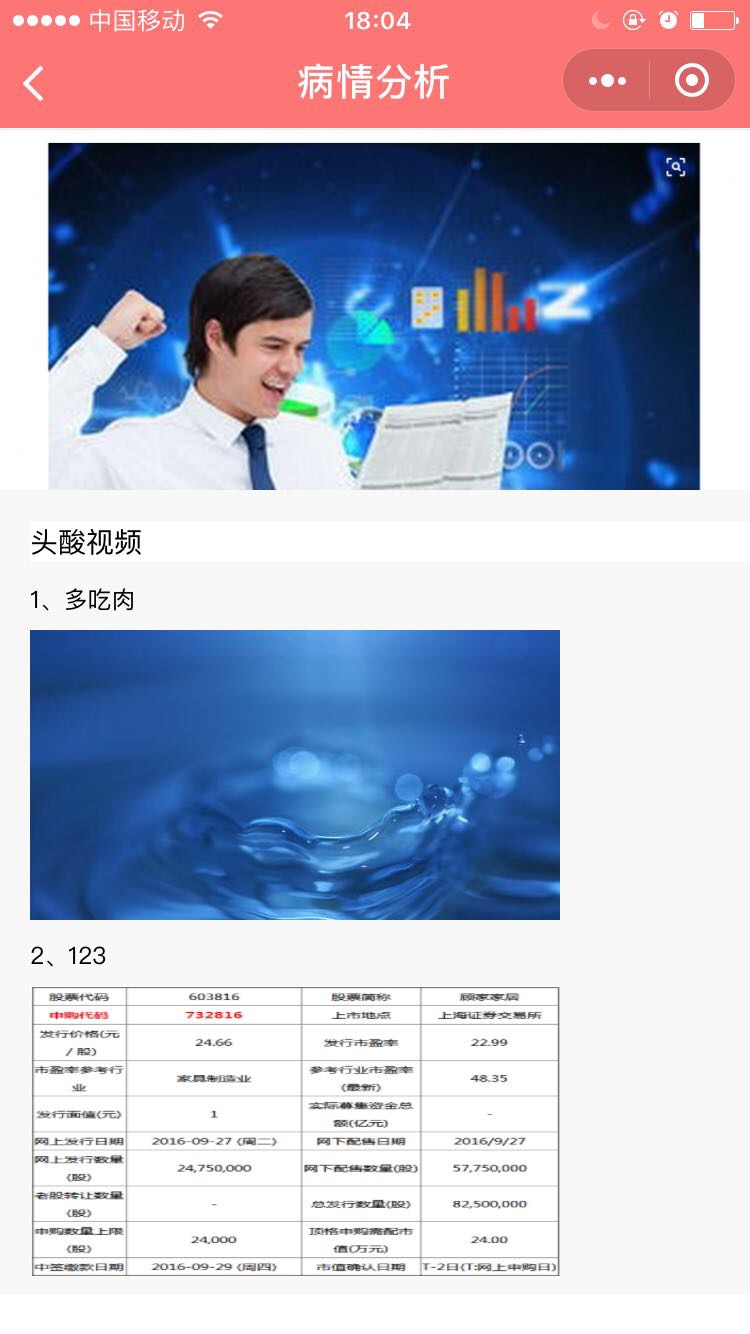 中国移动 18:04
病情分析
Z
头酸视频
1、多吃肉
2、123
股票代码 603816 股票简称 顾家家居
申购代码 732816 上市地点 上海证券交易所
发行价格(元/股) 24.66 发行市盈率 22.99
市盈率参考行业 家具制造业 参考行业市盈率(最新) 48.35
发行面值(元) 1 实际募集资金总额(亿元) -
网上发行日期 2016-09-27 (周二) 网下配售日期 2016/9/27
网上发行数量(股) 24,750,000 网下配售数量(股) 57,750,000
老股转让数量(股) - 总发行数量(股) 82,500,000
申购数量上限(股) 24,000 顶格申购需配市值(万元) 24.00
中签缴款日期 2016-09-29 (周四) 市值确认日期 T-2日(T:网上申购日)